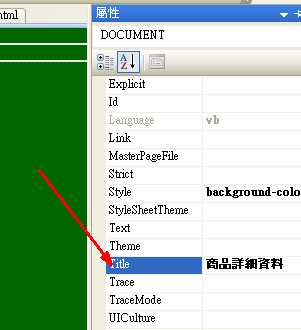 html
屬性
DOCUMENT
Explicit
Id
Language vb
Link
MasterPageFile
Strict
Style background-colo
StyleSheetTheme
Text
Theme
Title 商品詳細資料
Trace
TraceMode
UICulture